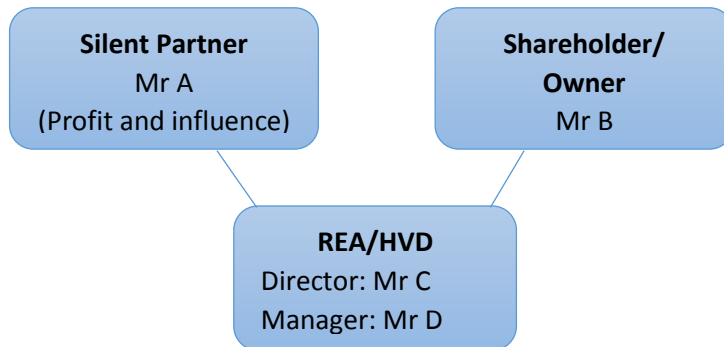 Silent Partner
Mr A
(Profit and influence)
Shareholder/
Owner
Mr B
REA/HVD
Director: Mr C
Manager: Mr D